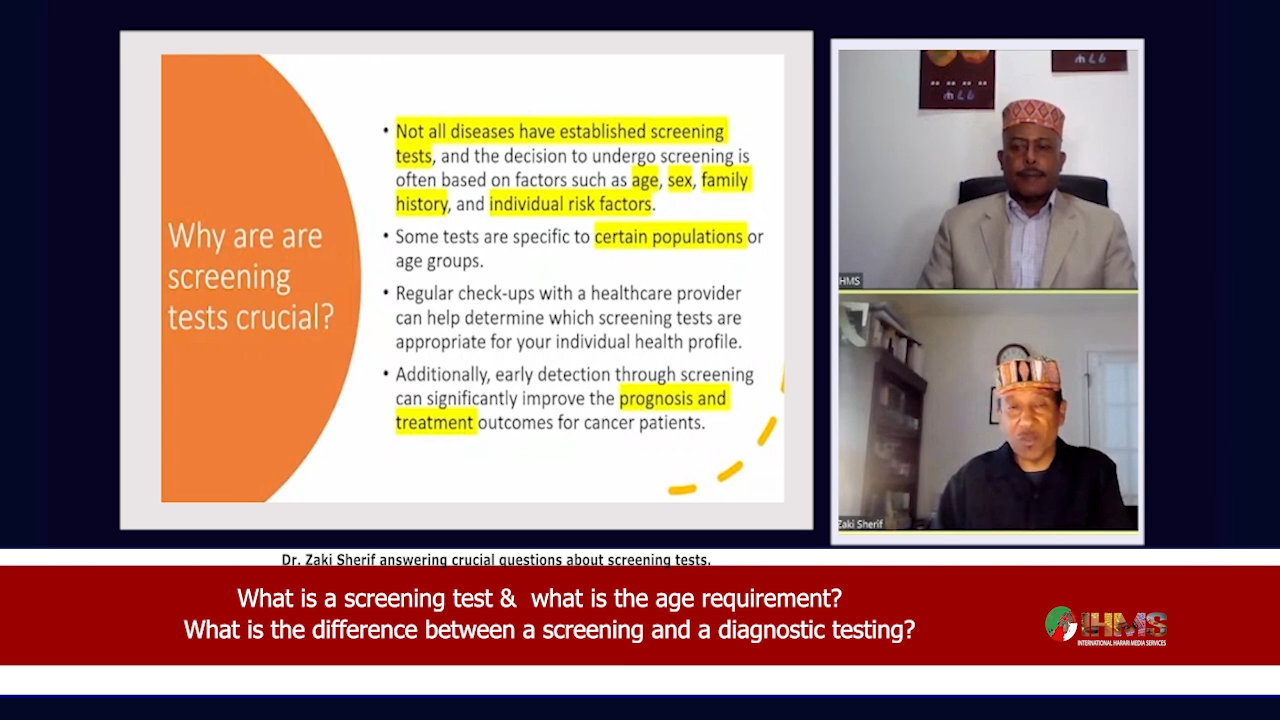 Why are are
screening
tests crucial?
• Not all diseases have established screening
tests, and the decision to undergo screening is
often based on factors such as age, sex, family
history, and individual risk factors.
• Some tests are specific to certain populations or
age groups.
• Regular check-ups with a healthcare provider
can help determine which screening tests are
appropriate for your individual health profile.
• Additionally, early detection through screening
can significantly improve the prognosis and
treatment outcomes for cancer patients.
HMS
Zaki Sherif
Dr. Zaki Sherif answering crucial questions about screening tests.
What is a screening test & what is the age requirement?
What is the difference between a screening and a diagnostic testing?
IHMS
INTERNATIONAL HARARI MEDIA SERVICES